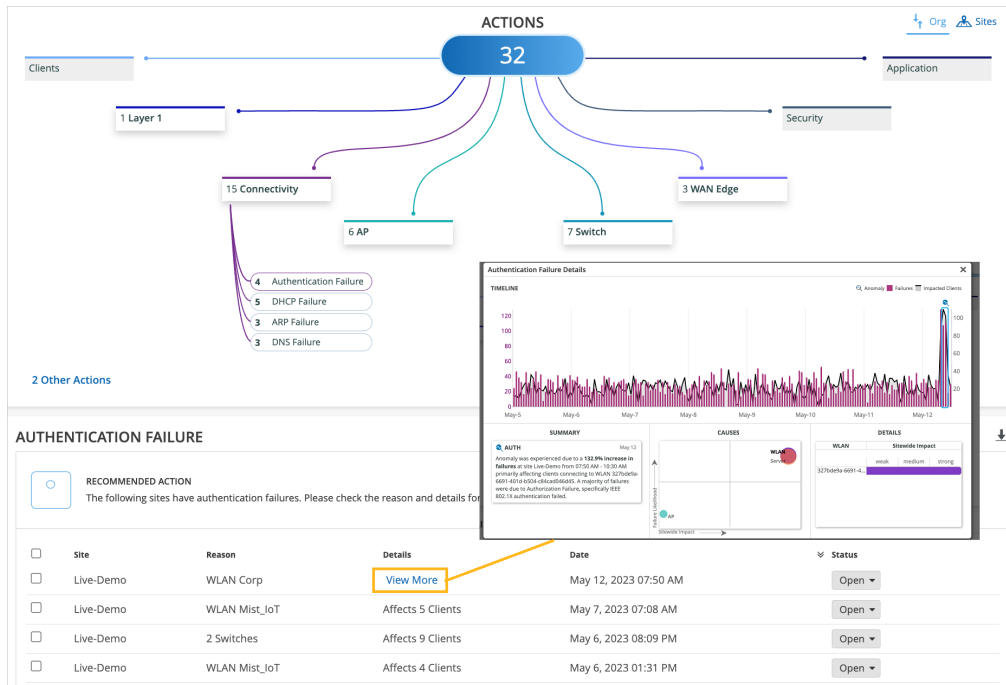 ACTIONS
Org
Sites
32
Clients
Application
1 Layer 1
Security
15 Connectivity
3 WAN Edge
6 AP
7 Switch
4 Authentication Failure
5 DHCP Failure
3 ARP Failure
3 DNS Failure
2 Other Actions
Authentication Failure Details
TIMELINE
Anomaly Failures Impacted Clients
120
100
80
60
40
20
0
100
80
60
40
20
May-5 May-6 May-7 May-8 May-9 May-10 May-11 May-12
SUMMARY
AUTH May 12
Anomaly was experienced due to a 132.9% increase in
failures at site Live-Demo from 07:50 AM - 10:30 AM
primarily affecting clients connecting to WLAN 327bde9a-
6691-401d-b504-c84cad046d45. A majority of failures
were due to Authorization Failure, specifically IEEE
802.1X authentication failed.
CAUSES
WLAN
Server
AP
Failure Likelihood
Sitewide Impact
DETAILS
WLAN Sitewide Impact
weak medium strong
327bde9a-6691-4...
AUTHENTICATION FAILURE
RECOMMENDED ACTION
The following sites have authentication failures. Please check the reason and details for
Site Reason Details Date Status
Live-Demo WLAN Corp View More May 12, 2023 07:50 AM Open
Live-Demo WLAN Mist_IoT Affects 5 Clients May 7, 2023 07:08 AM Open
Live-Demo 2 Switches Affects 9 Clients May 6, 2023 08:09 PM Open
Live-Demo WLAN Mist_IoT Affects 4 Clients May 6, 2023 01:31 PM Open